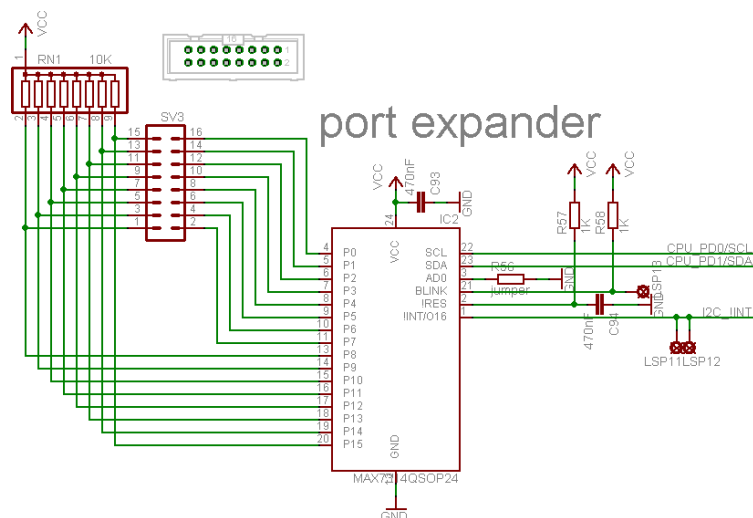 VCC
1
RN1 10K
2 3 4 5 6 7 8 9
16
1
2
SV3
15 16
13 14
11 12
9 10
7 8
5 6
3 4
1 2
port expander
VCC
470nF
C93
GND
24
IC2
VCC
4 P0
5 P1
6 P2
7 P3
8 P4
9 P5
10 P6
11 P7
13 P8
14 P9
15 P10
16 P11
17 P12
18 P13
19 P14
20 P15
SCL 22
SDA 23
AD0 3
BLINK 21
IRES 2
!INT/O16 1
GND
GND
VCC
R57
1K
VCC
R58
1K
CPU_PD0/SCL
CPU_PD1/SDA
R56
jumper
GND
LSP13
GND
470nF
C94
I2C_!INT
LSP11 LSP12